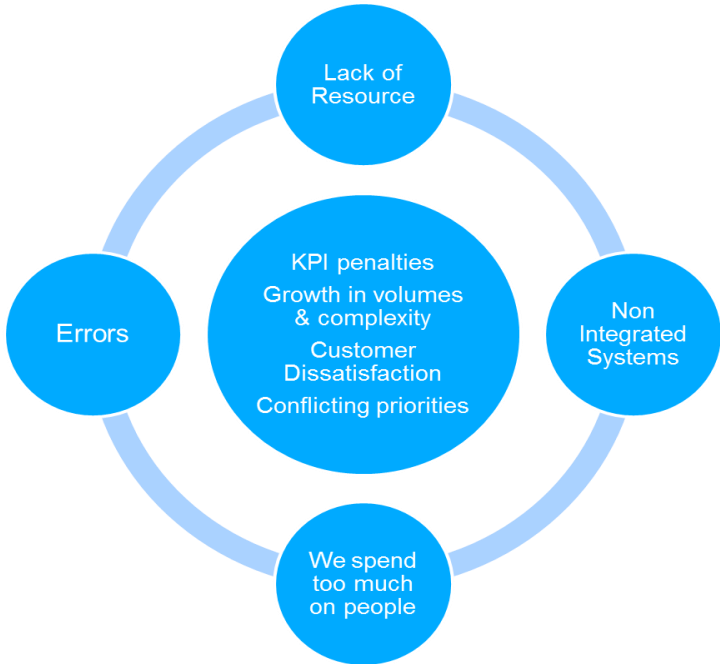 Lack of
Resource
KPI penalties
Growth in volumes
& complexity
Customer
Dissatisfaction
Conflicting priorities
Errors
Non
Integrated
Systems
We spend
too much
on people